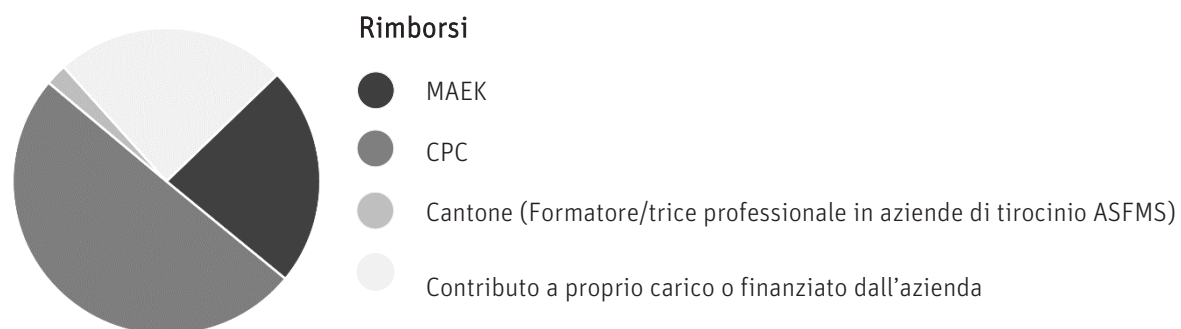 Rimborsi
MAEK
CPC
Cantone (Formatore/trice professionale in aziende di tirocinio ASFMS)
Contributo a proprio carico o finanziato dall'azienda